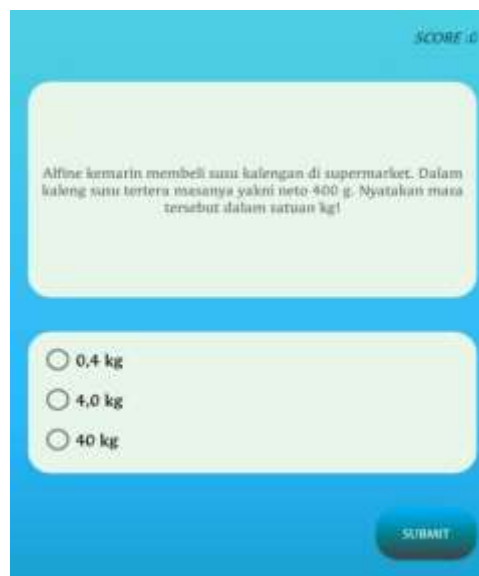 SCORE :0
Alfine kemarin membeli susu kalengan di supermarket. Dalam
kaleng susu tertera masanya yakni neto 400 g. Nyatakan masa
tersebut dalam satuan kg!
0,4 kg
4,0 kg
40 kg
SUBMIT